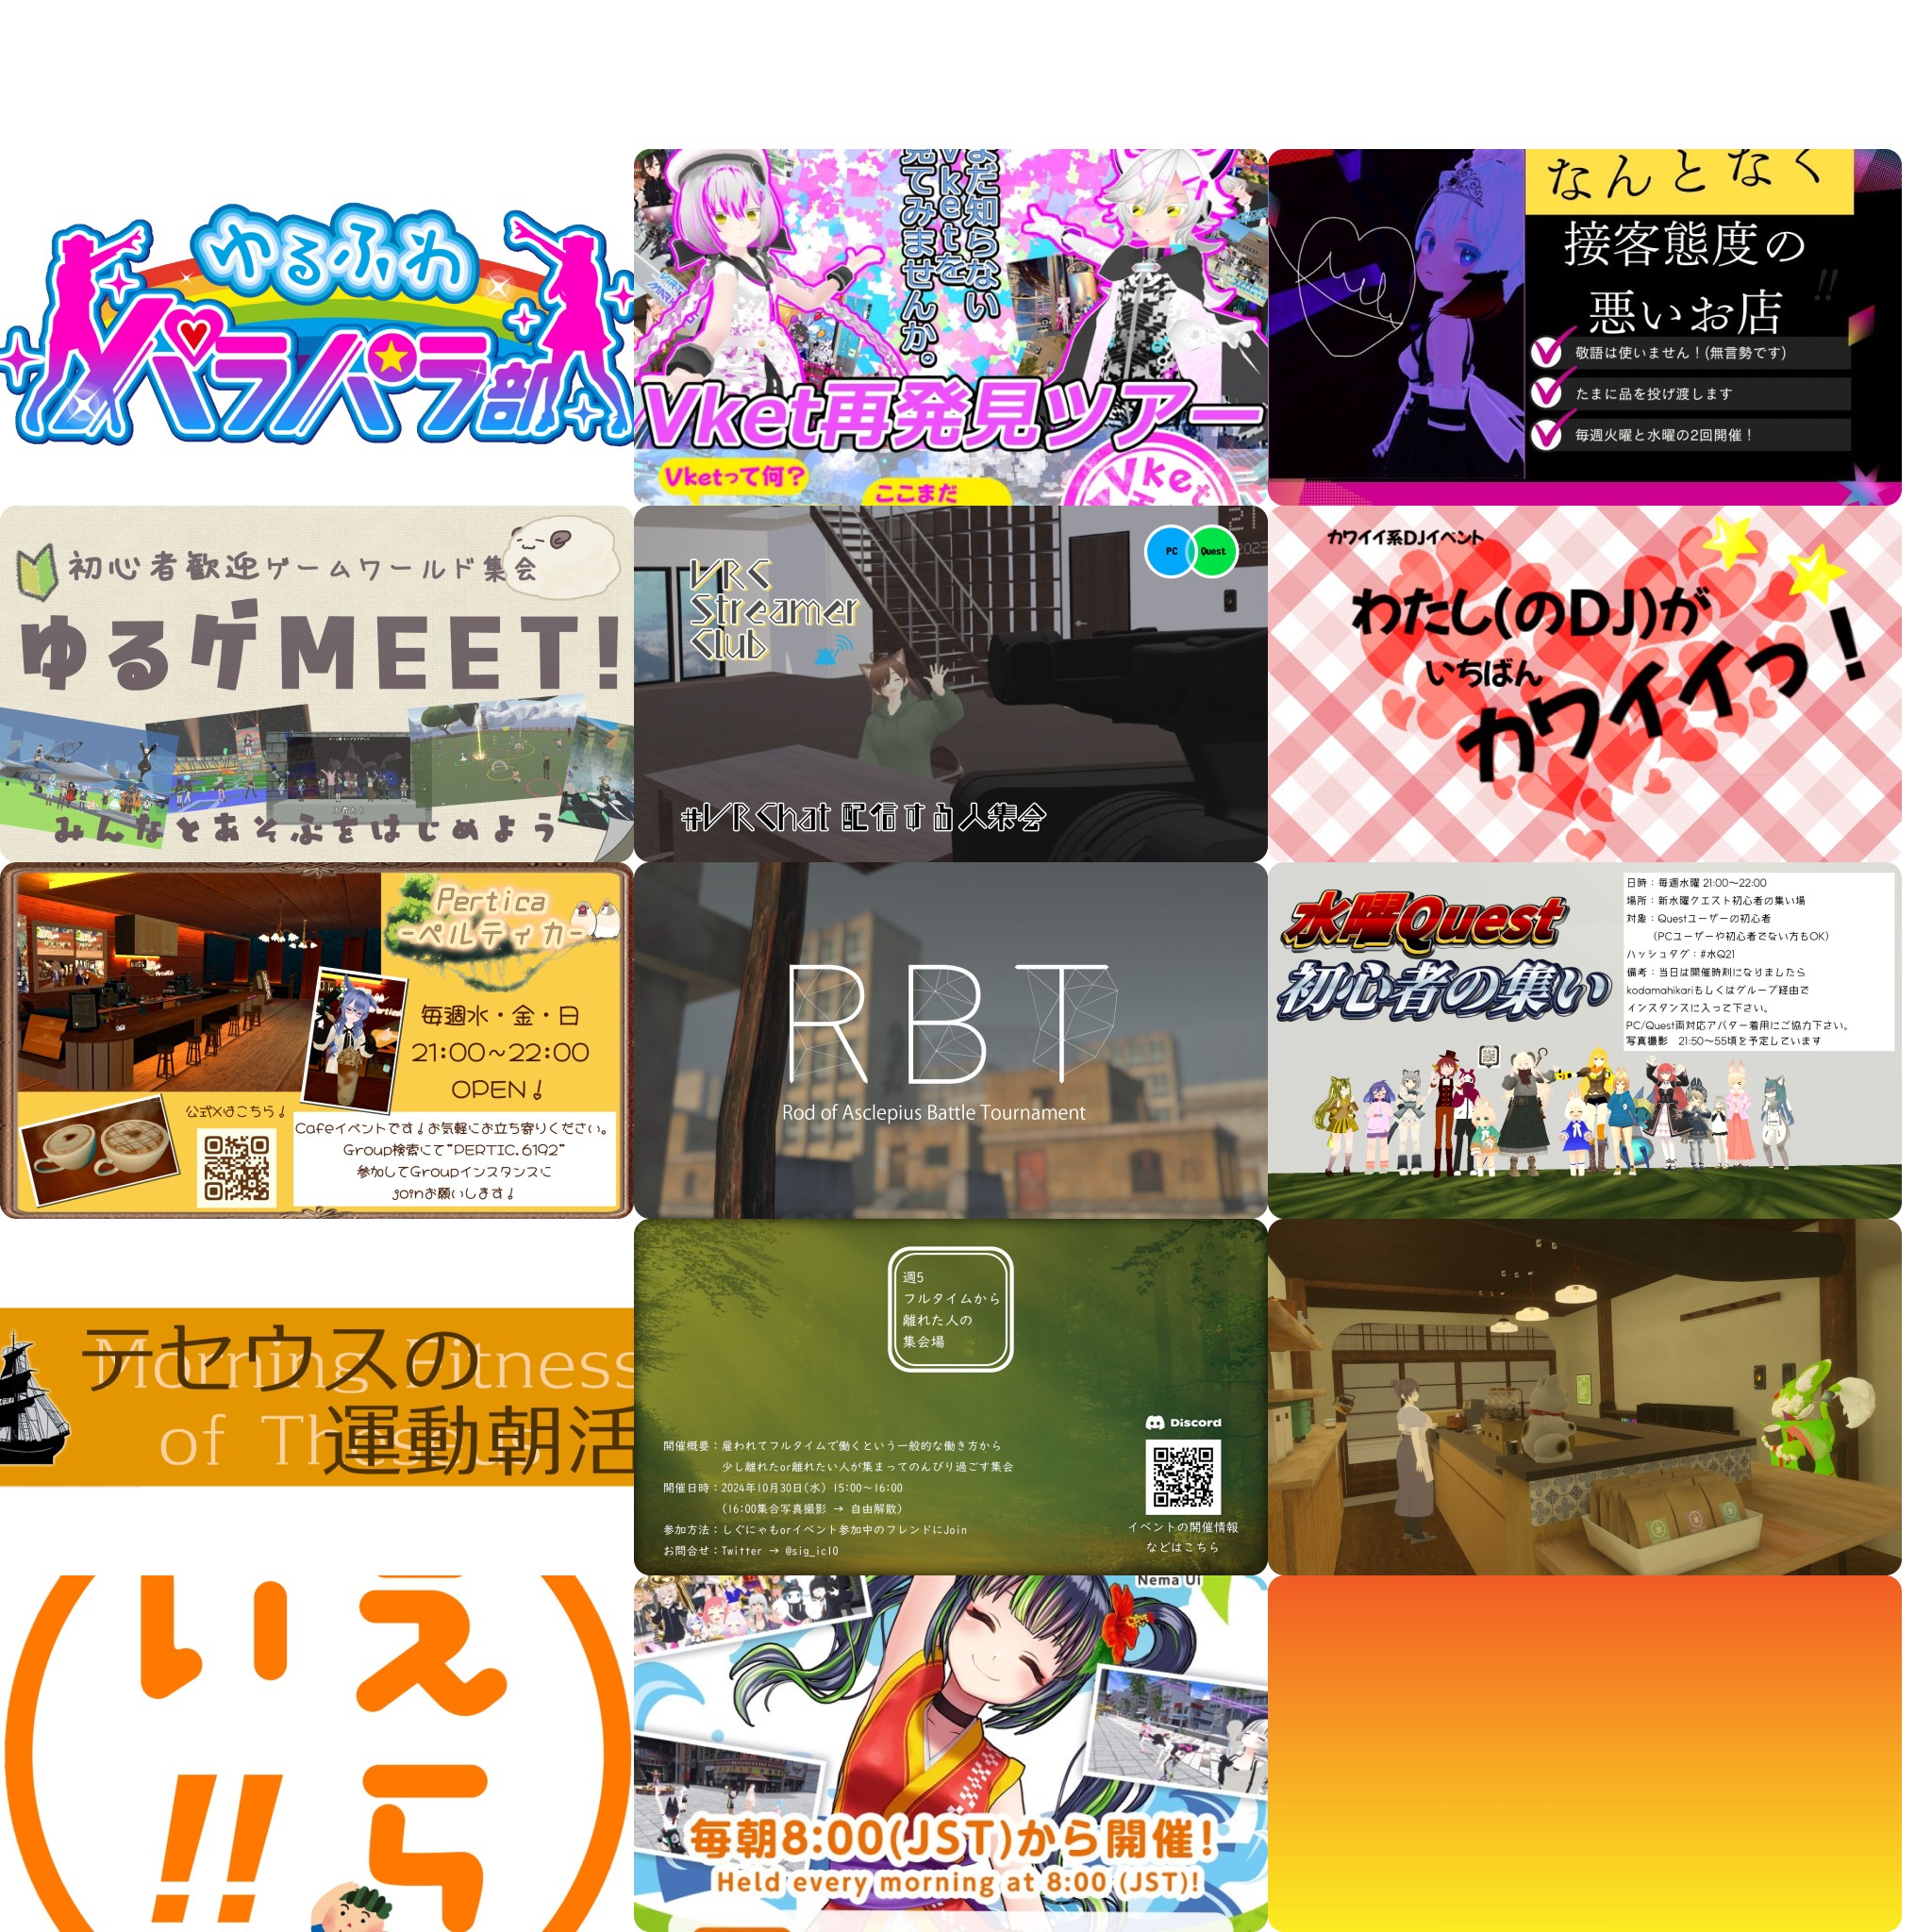 ゆるふわ
パラパラ部
まだ知らない
Vketを
見てみませんか。
Vket再発見ツアー
Vketって何？
ここまだ
Vket
なんとなく
接客態度の
悪いお店
!!
敬語は使いません！(無言勢です)
たまに品を投げ渡します
毎週火曜と水曜の2回開催！
初心者歓迎ゲームワールド集会
ゆるゲMEET!
みんなとあそぶをはじめよう
VRC
Streamer
Club
PC
Quest
2023
#VRChat 配信する人集会
カワイイ系DJイベント
わたし(のDJ)が
いちばん
カワイイっ！
Pertica
-ペルティカ-
毎週水・金・日
21:00~22:00
OPEN！
公式Xはこちら！
Cafeイベントです！お気軽にお立ち寄りください。
Group検索にて"PERTIC.6192"
参加してGroupインスタンスに
joinお願いします！
RBT
Rod of Asclepius Battle Tournament
水曜Quest
初心者の集い
日時：毎週水曜 21:00～22:00
場所：新水曜クエスト初心者の集い場
対象：Questユーザーの初心者
（PCユーザーや初心者でない方もOK）
ハッシュタグ：#水Q21
備考：当日は開催時刻になりましたら
kodamahikariもしくはグループ経由で
インスタンスに入って下さい。
PC/Quest両対応アバター着用にご協力下さい。
写真撮影　21:50～55頃を予定しています
テセウスの
Morning Fitness
of Theseus
運動朝活
週5
フルタイムから
離れた人の
集会場
Discord
開催概要：雇われてフルタイムで働くという一般的な働き方から
少し離れたor離れたい人が集まってのんびり過ごす集会
開催日時：2024年10月30日(水) 15:00～16:00
(16:00集合写真撮影 → 自由解散)
参加方法：しぐにゃもorイベント参加中のフレンドにJoin
お問合せ：Twitter → @sig_icl0
イベントの開催情報
などはこちら
えら
い!!
Nema Ui
毎朝8:00(JST)から開催！
Held every morning at 8:00 (JST)!